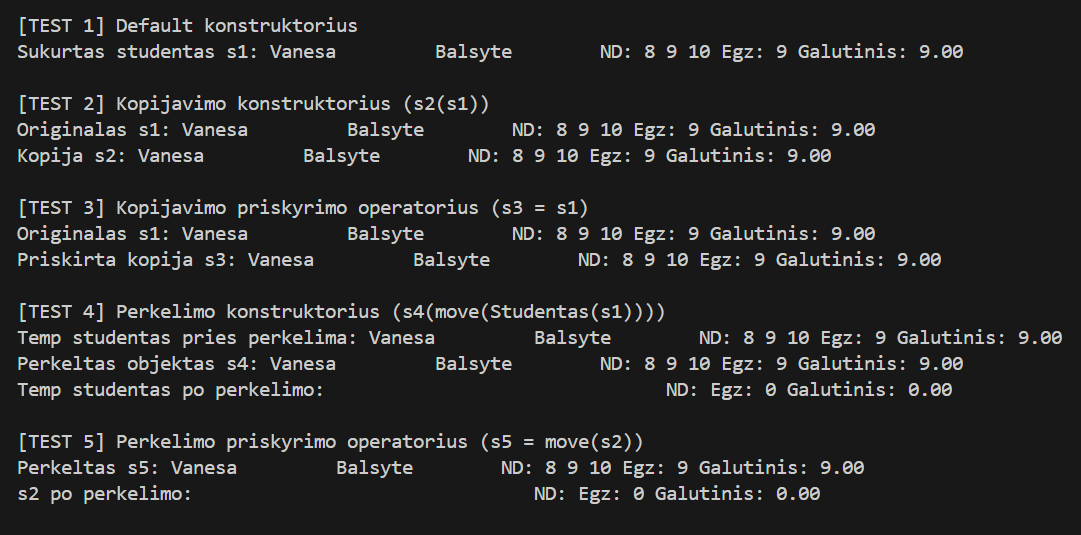 [TEST 1] Default konstruktorius
Sukurtas studentas s1: Vanesa         Balsyte        ND: 8 9 10 Egz: 9 Galutinis: 9.00
[TEST 2] Kopijavimo konstruktorius (s2(s1))
Originalas s1: Vanesa         Balsyte        ND: 8 9 10 Egz: 9 Galutinis: 9.00
Kopija s2: Vanesa         Balsyte        ND: 8 9 10 Egz: 9 Galutinis: 9.00
[TEST 3] Kopijavimo priskyrimo operatorius (s3 = s1)
Originalas s1: Vanesa         Balsyte        ND: 8 9 10 Egz: 9 Galutinis: 9.00
Priskirta kopija s3: Vanesa         Balsyte        ND: 8 9 10 Egz: 9 Galutinis: 9.00
[TEST 4] Perkelimo konstruktorius (s4(move(Studentas(s1))))
Temp studentas pries perkelima: Vanesa         Balsyte        ND: 8 9 10 Egz: 9 Galutinis: 9.00
Perkeltas objektas s4: Vanesa         Balsyte        ND: 8 9 10 Egz: 9 Galutinis: 9.00
Temp studentas po perkelimo:                               ND: Egz: 0 Galutinis: 0.00
[TEST 5] Perkelimo priskyrimo operatorius (s5 = move(s2))
Perkeltas s5: Vanesa         Balsyte        ND: 8 9 10 Egz: 9 Galutinis: 9.00
s2 po perkelimo:                               ND: Egz: 0 Galutinis: 0.00